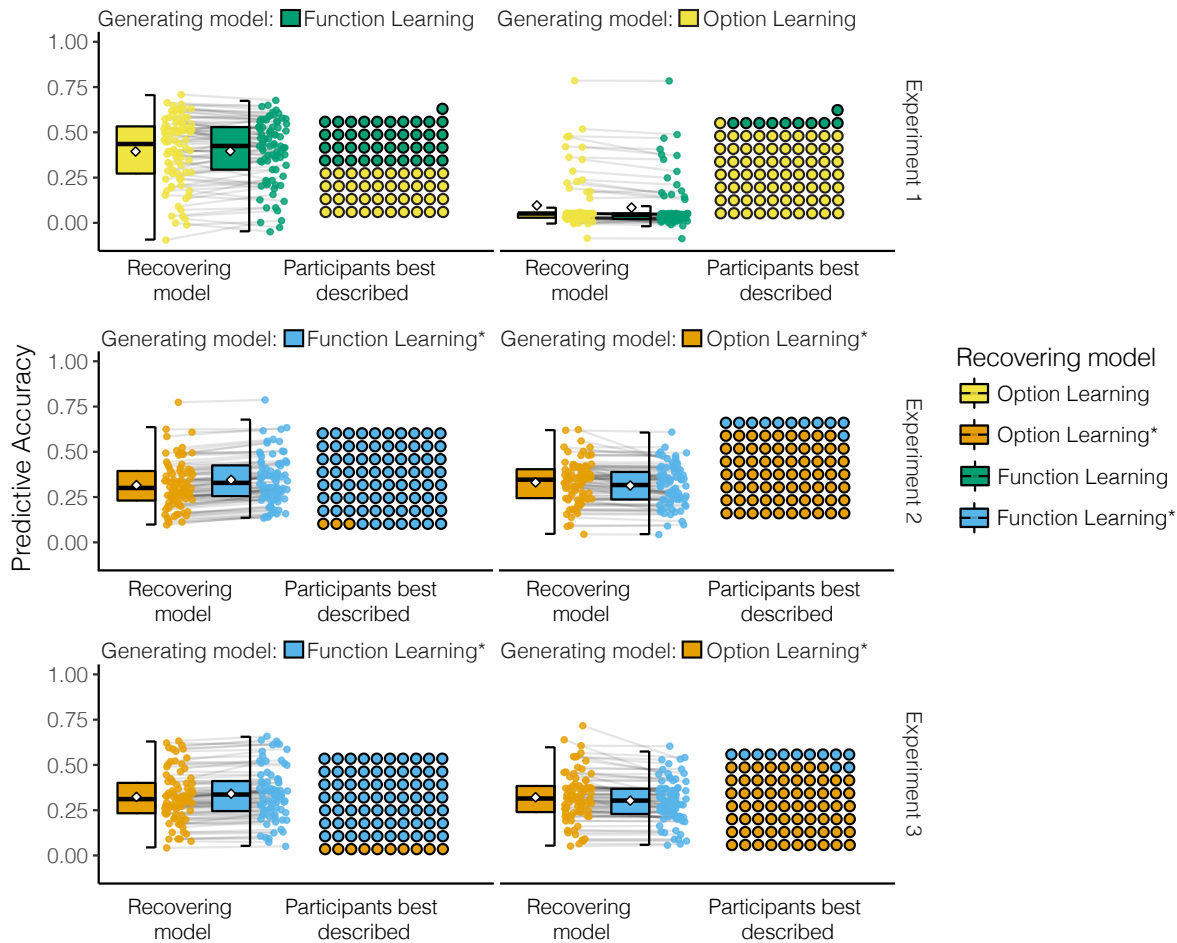 Generating model: Function Learning
Generating model: Option Learning
1.00
0.75
0.50
0.25
0.00
Experiment 1
Recovering
model
Participants best
described
Recovering
model
Participants best
described
Predictive Accuracy
Generating model: Function Learning*
Generating model: Option Learning*
1.00
0.75
0.50
0.25
0.00
Experiment 2
Recovering
model
Participants best
described
Recovering
model
Participants best
described
Generating model: Function Learning*
Generating model: Option Learning*
1.00
0.75
0.50
0.25
0.00
Experiment 3
Recovering
model
Participants best
described
Recovering
model
Participants best
described
Recovering model
Option Learning
Option Learning*
Function Learning
Function Learning*